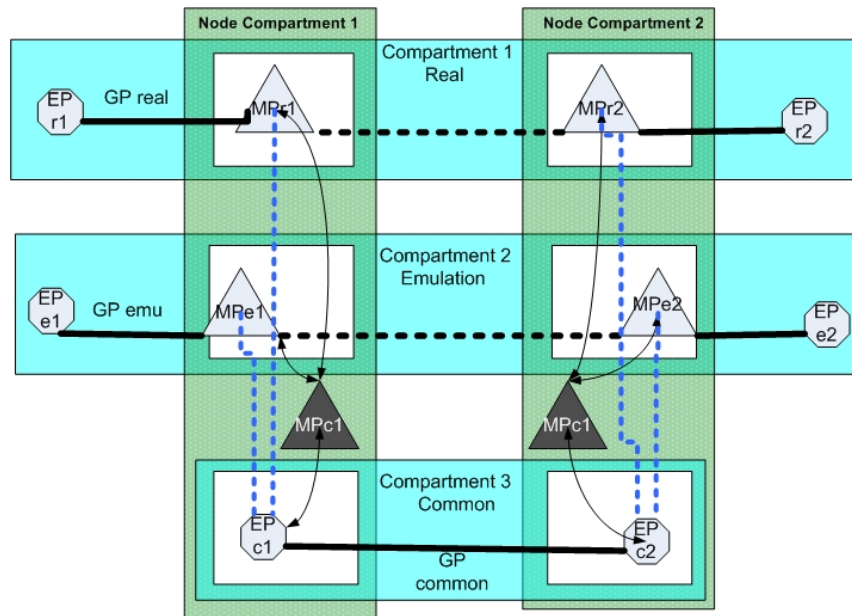 Node Compartment 1
Node Compartment 2
Compartment 1
Real
EP
r1
GP real
MPr1
MPr2
EP
r2
Compartment 2
Emulation
EP
e1
GP emu
MPe1
MPe2
EP
e2
MPc1
MPc1
Compartment 3
Common
EP
c1
EP
c2
GP
common